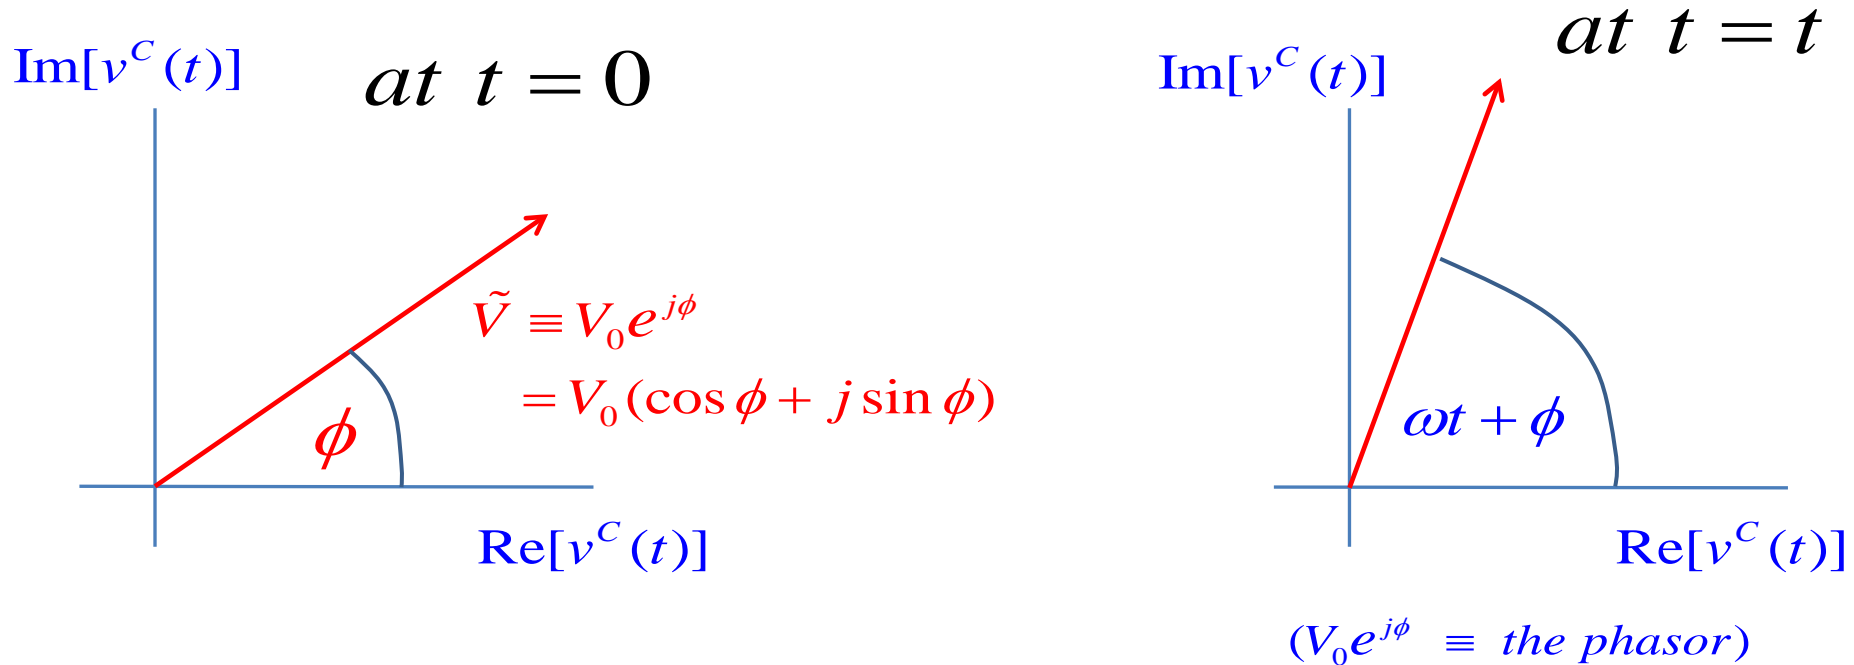 Im[v^C(t)]
at t = 0
Ṽ ≡ V₀e^{jϕ}
= V₀(cos ϕ + j sin ϕ)
ϕ
Re[v^C(t)]
at t = t
Im[v^C(t)]
ωt + ϕ
Re[v^C(t)]
(V₀e^{jϕ} ≡ the phasor)